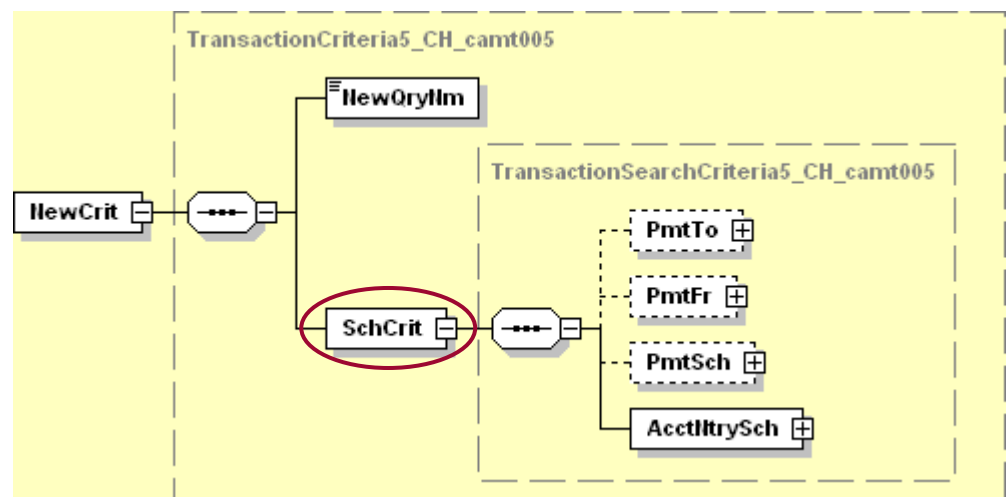 TransactionCriteria5_CH_camt005
NewQryNm
TransactionSearchCriteria5_CH_camt005
NewCrit
PmtTo
PmtFr
SchCrit
PmtSch
AcctNtrySch